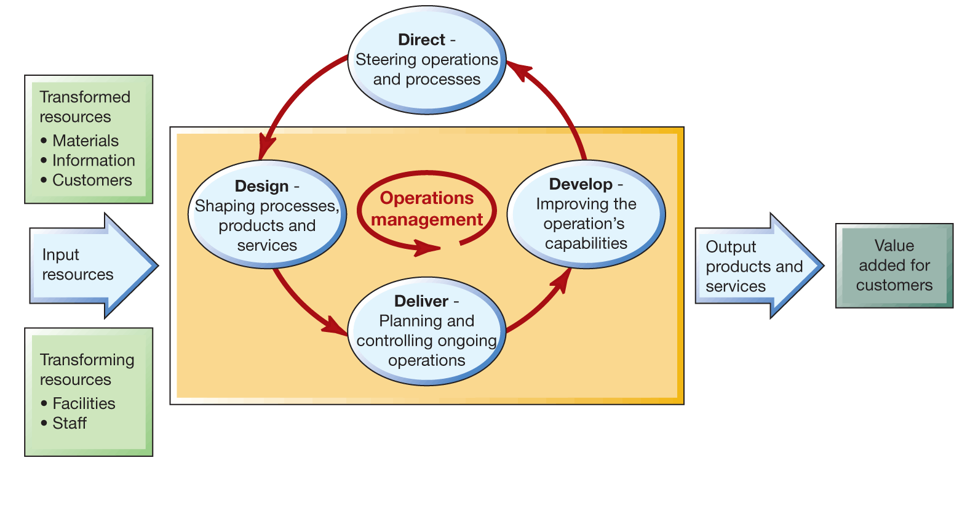 Direct -
Steering operations
and processes
Transformed
resources
• Materials
• Information
• Customers
Design -
Shaping processes,
products and
services
Operations
management
Develop -
Improving the
operation's
capabilities
Input
resources
Output
products and
services
Value
added for
customers
Deliver -
Planning and
controlling ongoing
operations
Transforming
resources
• Facilities
• Staff